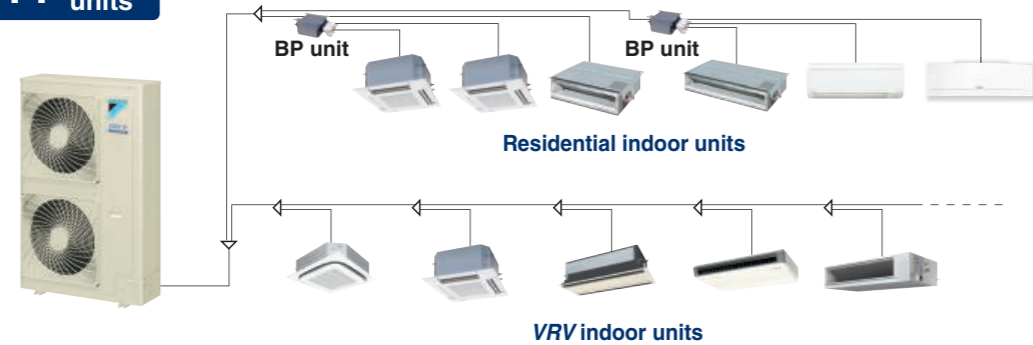 units
BP unit
BP unit
Residential indoor units
VRV indoor units